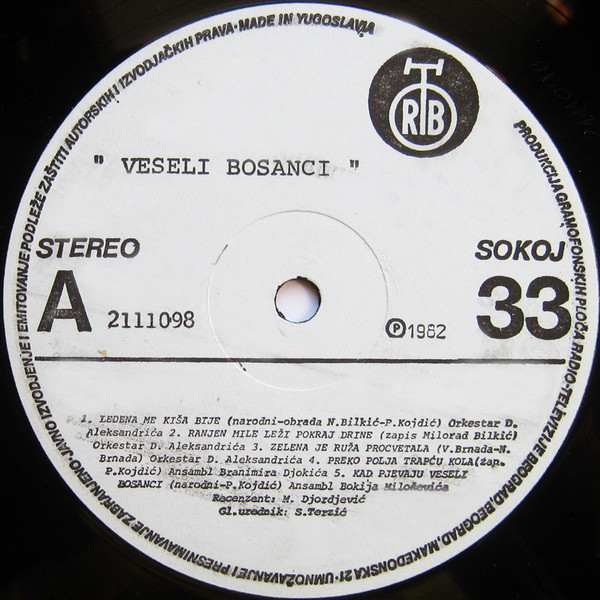 UMNOŽAVANJE I PRESNIMAVANJE ZABRANJENO·JAVNO IZVODJENJE I EMITOVANJE PODLEŽE ZAŠTITI AUTORSKIH I IZVODJAČKIH PRAVA·MADE IN YUGOSLAVIA
PRODUKCIJA GRAMOFONSKIH PLOČA RADIO-TELEVIZIJE BEOGRAD, BEOGRAD, MAKEDONSKA 21·
RTB
" VESELI BOSANCI "
STEREO
SOKOJ
A 2111098
Ⓟ1982
33
1. LEDENA ME KIŠA BIJE (narodni-obrada N.Bilkić-P.Kojdić) Orkestar D.
Aleksandrića 2. RANJEN MILE LEŽI POKRAJ DRINE (zapis Milorad Bilkić)
Orkestar D. Aleksandrića 3. ZELENA JE RUŽA PROCVETALA (V.Brnada-N.
Brnada) Orkestar D. Aleksandrića 4. PREKO POLJA TRAPĆU KOLA(zap.
P.Kojdić) Ansambl Branimira Djokića 5. KAD PJEVAJU VESELI
BOSANCI (narodni-P.Kojdić) Ansambl Bokija Miloševića
Recenzent: M. Djordjević
Gl.urednik: S.Terzić